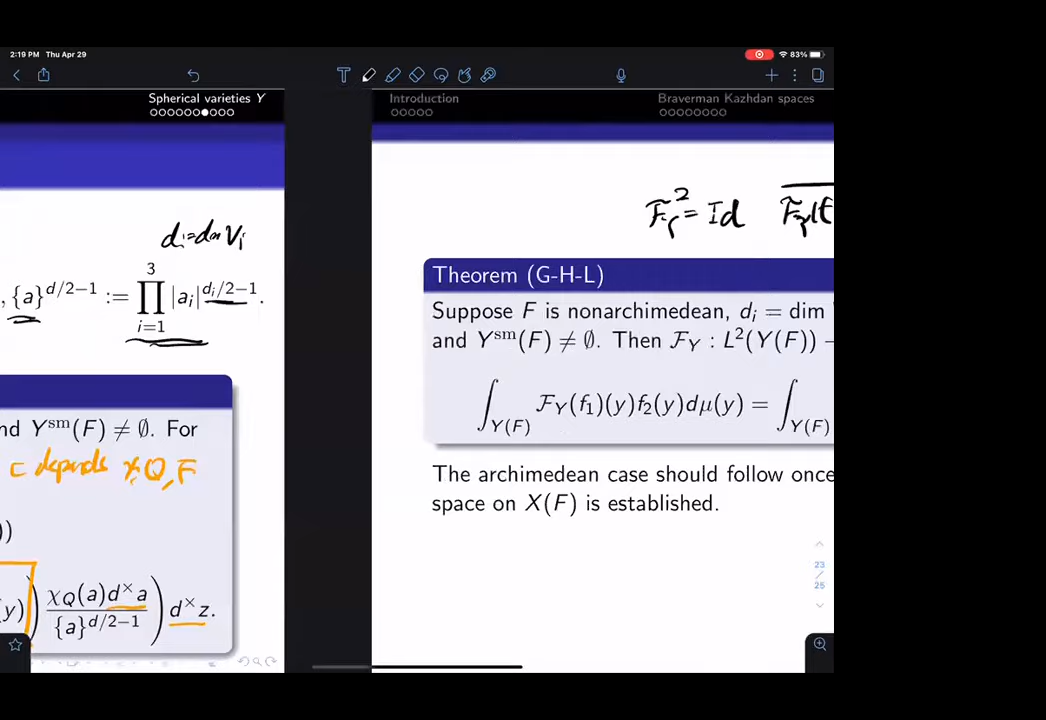 2:19 PM Thu Apr 29
83%
Spherical varieties Y
d_i = dim V_i
, {a}^{d/2−1} := ∏_{i=1}^{3} |a_i|^{d_i/2−1}.
nd Y^{sm}(F) ≠ ∅. For
c depends Q, F
))
(y) ) χ_Q(a)d^×a / {a}^{d/2−1} ) d^×z.
Introduction
Braverman Kazhdan spaces
= Id
Theorem (G-H-L)
Suppose F is nonarchimedean, d_i = dim
and Y^{sm}(F) ≠ ∅. Then F_Y : L^2(Y(F))
∫_{Y(F)} F_Y(f_1)(y)f_2(y)dμ(y) = ∫_{Y(F)}
The archimedean case should follow once
space on X(F) is established.
23
/
25